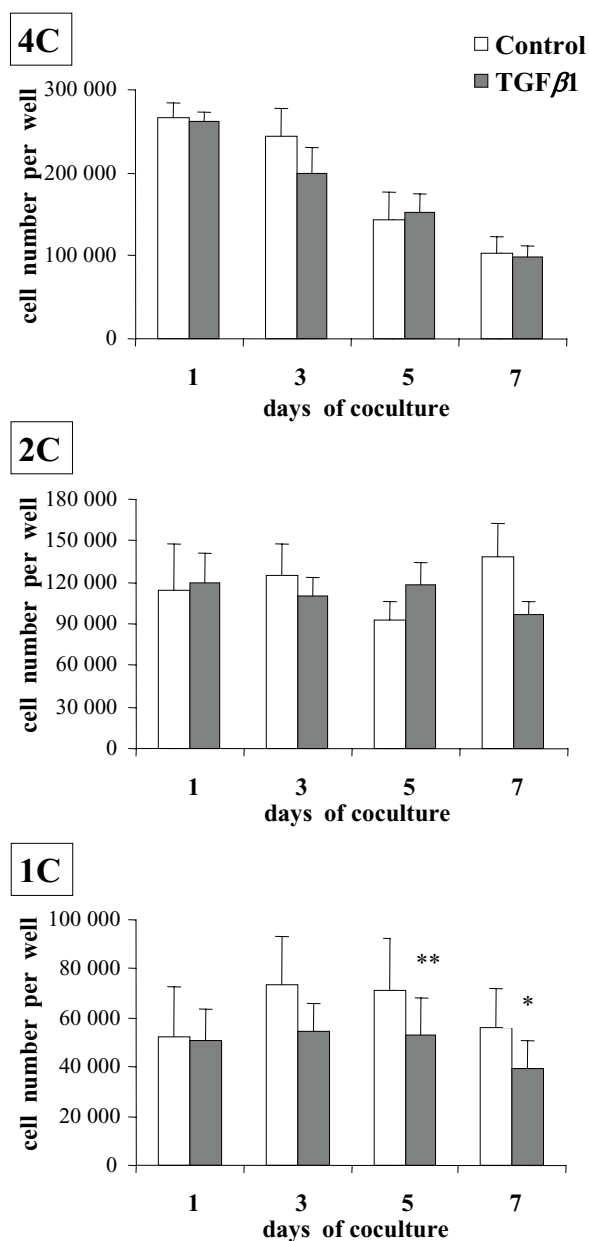 4C
Control
TGFβ1
cell number per well
300 000
200 000
100 000
0
1 3 5 7
days of coculture
2C
cell number per well
180 000
150 000
120 000
90 000
60 000
30 000
0
1 3 5 7
days of coculture
1C
cell number per well
100 000
80 000
60 000
40 000
20 000
0
**
*
1 3 5 7
days of coculture